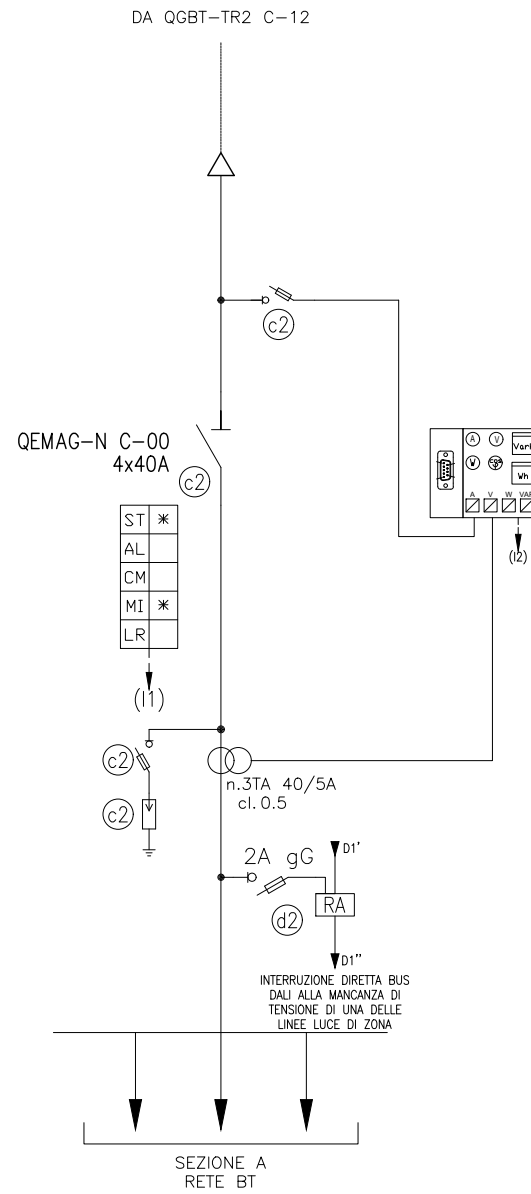 DA QGBT-TR2 C-12
c2
QEMAG-N C-00
4x40A
c2
A V
W cosφ
Wh
A V W VAR
(I2)
ST *
AL
CM
MI *
LR
(I1)
c2
n.3TA 40/5A
cl.0.5
c2
2A gG
D1'
RA
d2
D1''
INTERRUZIONE DIRETTA BUS
DALI ALLA MANCANZA DI
TENSIONE DI UNA DELLE
LINEE LUCE DI ZONA
SEZIONE A
RETE BT